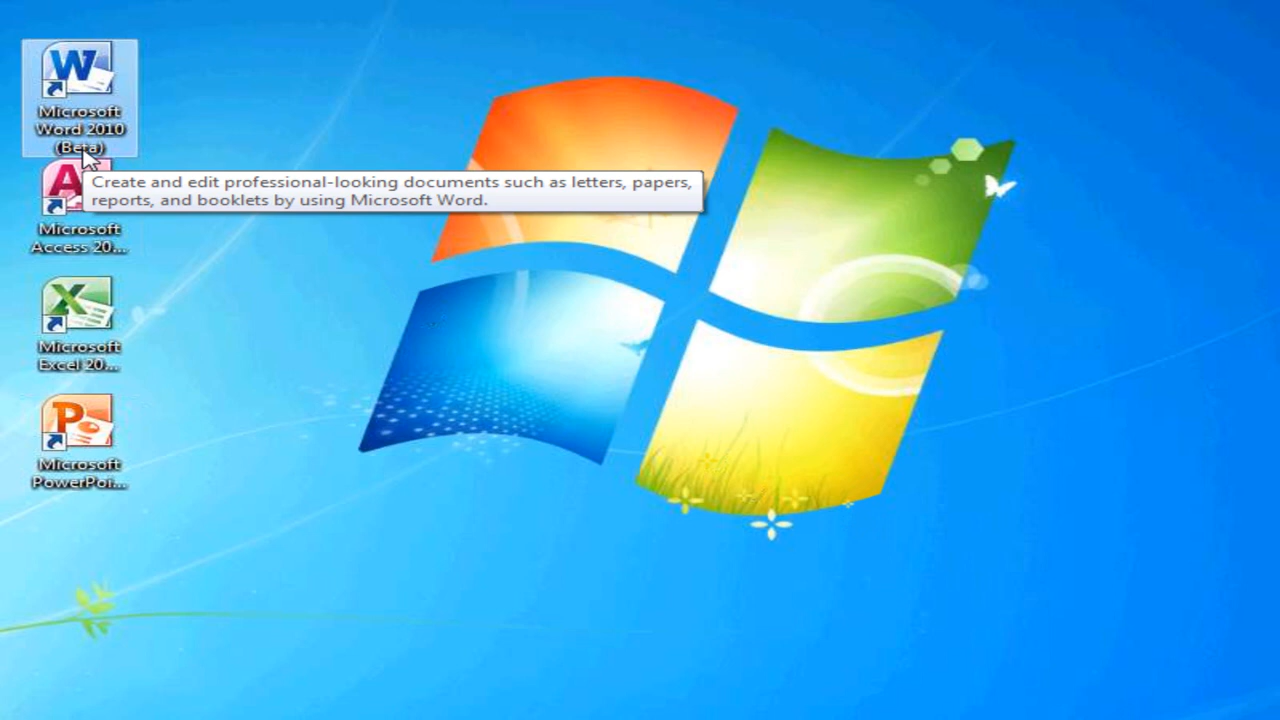 Microsoft
Word 2010
(Beta)
Create and edit professional-looking documents such as letters, papers,
reports, and booklets by using Microsoft Word.
Microsoft
Access 20...
Microsoft
Excel 20...
Microsoft
PowerPoi...